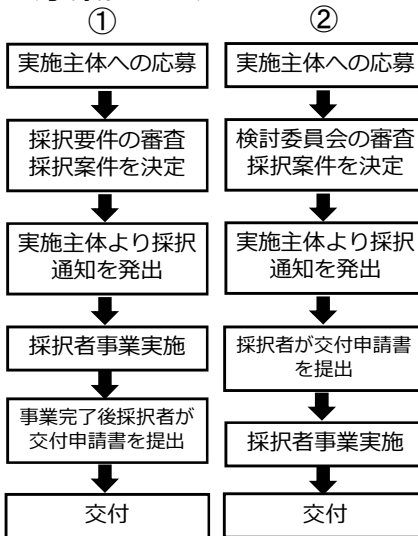 ①
実施主体への応募
採択要件の審査
採択案件を決定
実施主体より採択
通知を発出
採択者事業実施
事業完了後採択者が
交付申請書を提出
交付
②
実施主体への応募
検討委員会の審査
採択案件を決定
実施主体より採択
通知を発出
採択者が交付申請書
を提出
採択者事業実施
交付